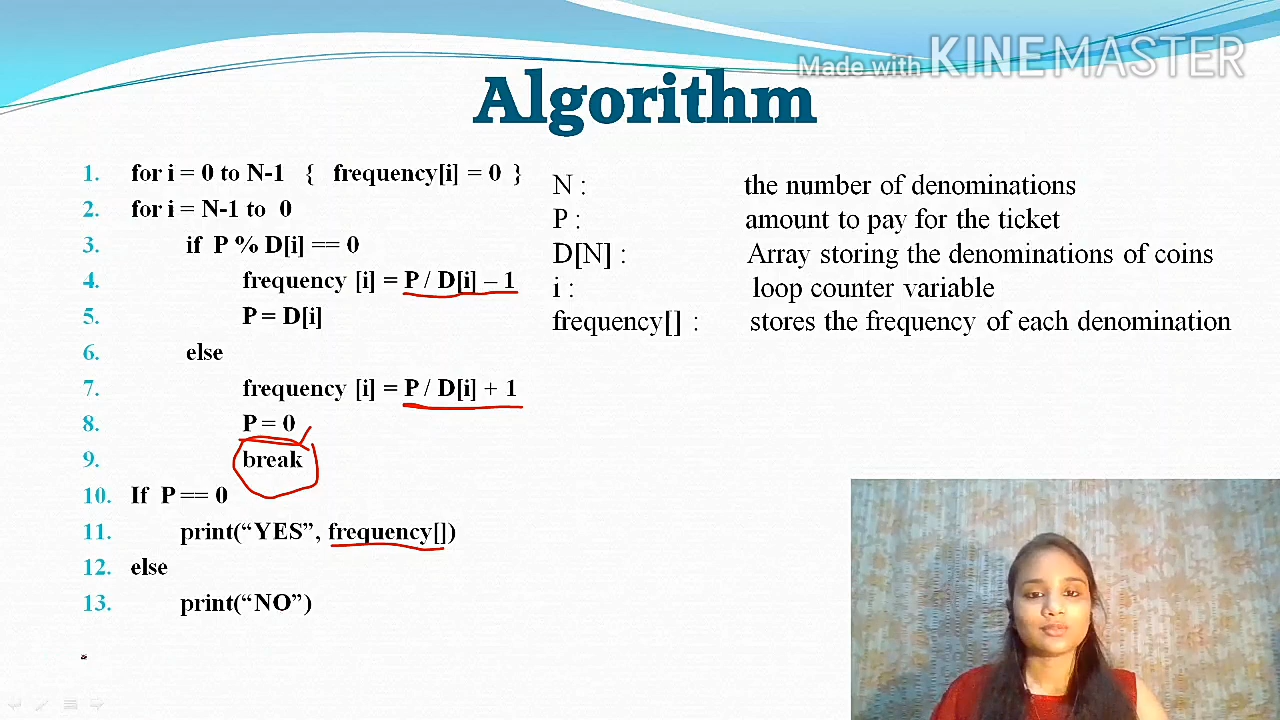 Made with KINEMASTER
Algorithm
1. for i = 0 to N-1 { frequency[i] = 0 }
2. for i = N-1 to 0
3. if P % D[i] == 0
4. frequency [i] = P / D[i] – 1
5. P = D[i]
6. else
7. frequency [i] = P / D[i] + 1
8. P = 0
9. break
10. If P == 0
11. print(“YES”, frequency[])
12. else
13. print(“NO”)
N : the number of denominations
P : amount to pay for the ticket
D[N] : Array storing the denominations of coins
i : loop counter variable
frequency[] : stores the frequency of each denomination